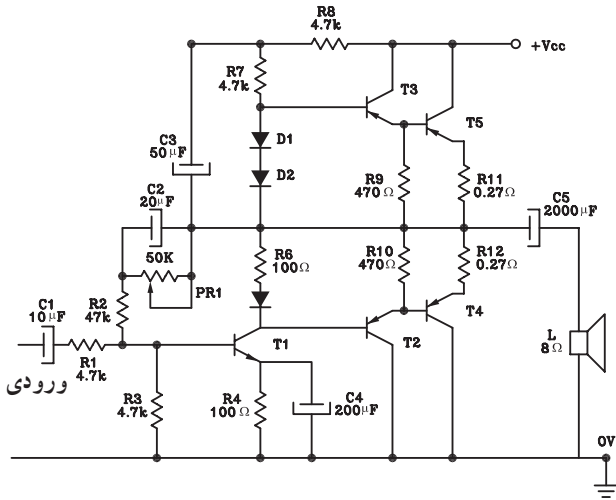 R8
4.7k
+Vcc
R7
4.7k
T3
T5
D1
C3
50μF
D2
R9
470Ω
R11
0.27Ω
C2
20μF
C5
2000μF
50K
R6
100Ω
R10
470Ω
R12
0.27Ω
PR1
C1
10μF
R2
47k
T1
T2
T4
L
8Ω
R1
4.7k
ورودی
R3
4.7k
R4
100Ω
C4
200μF
0V